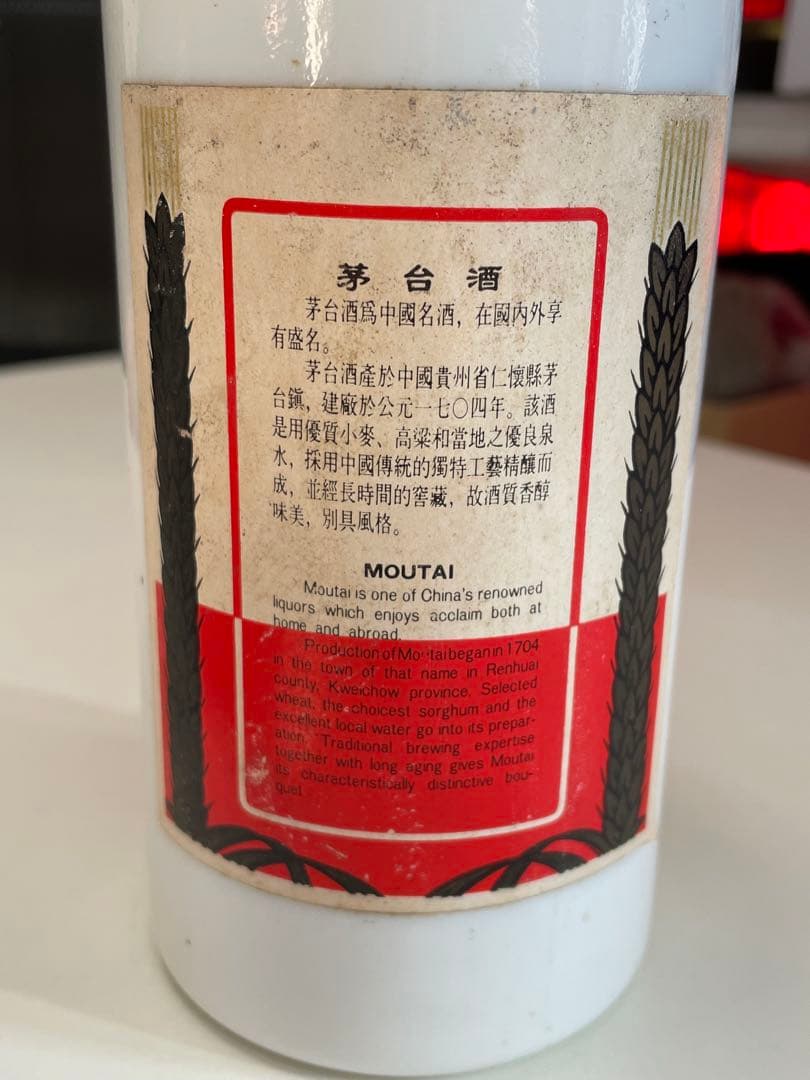 茅台酒
茅台酒爲中國名酒，在國內外享
有盛名。
茅台酒產於中國貴州省仁懷縣茅
台鎮，建廠於公元一七〇四年。該酒
是用優質小麥、高粱和當地之優良泉
水，採用中國傳統的獨特工藝精釀而
成，並經長時間的窖藏，故酒質香醇
味美，別具風格。
MOUTAI
Moutai is one of China's renowned
liquors which enjoys acclaim both at
home and abroad.
Production of Moutai began in 1704
in the town of that name in Renhuai
county, Kweichow province. Selected
wheat, the choicest sorghum and the
excellent local water go into its prepar-
ation. Traditional brewing expertise
together with long aging gives Moutai
its characteristically distinctive bou-
quet